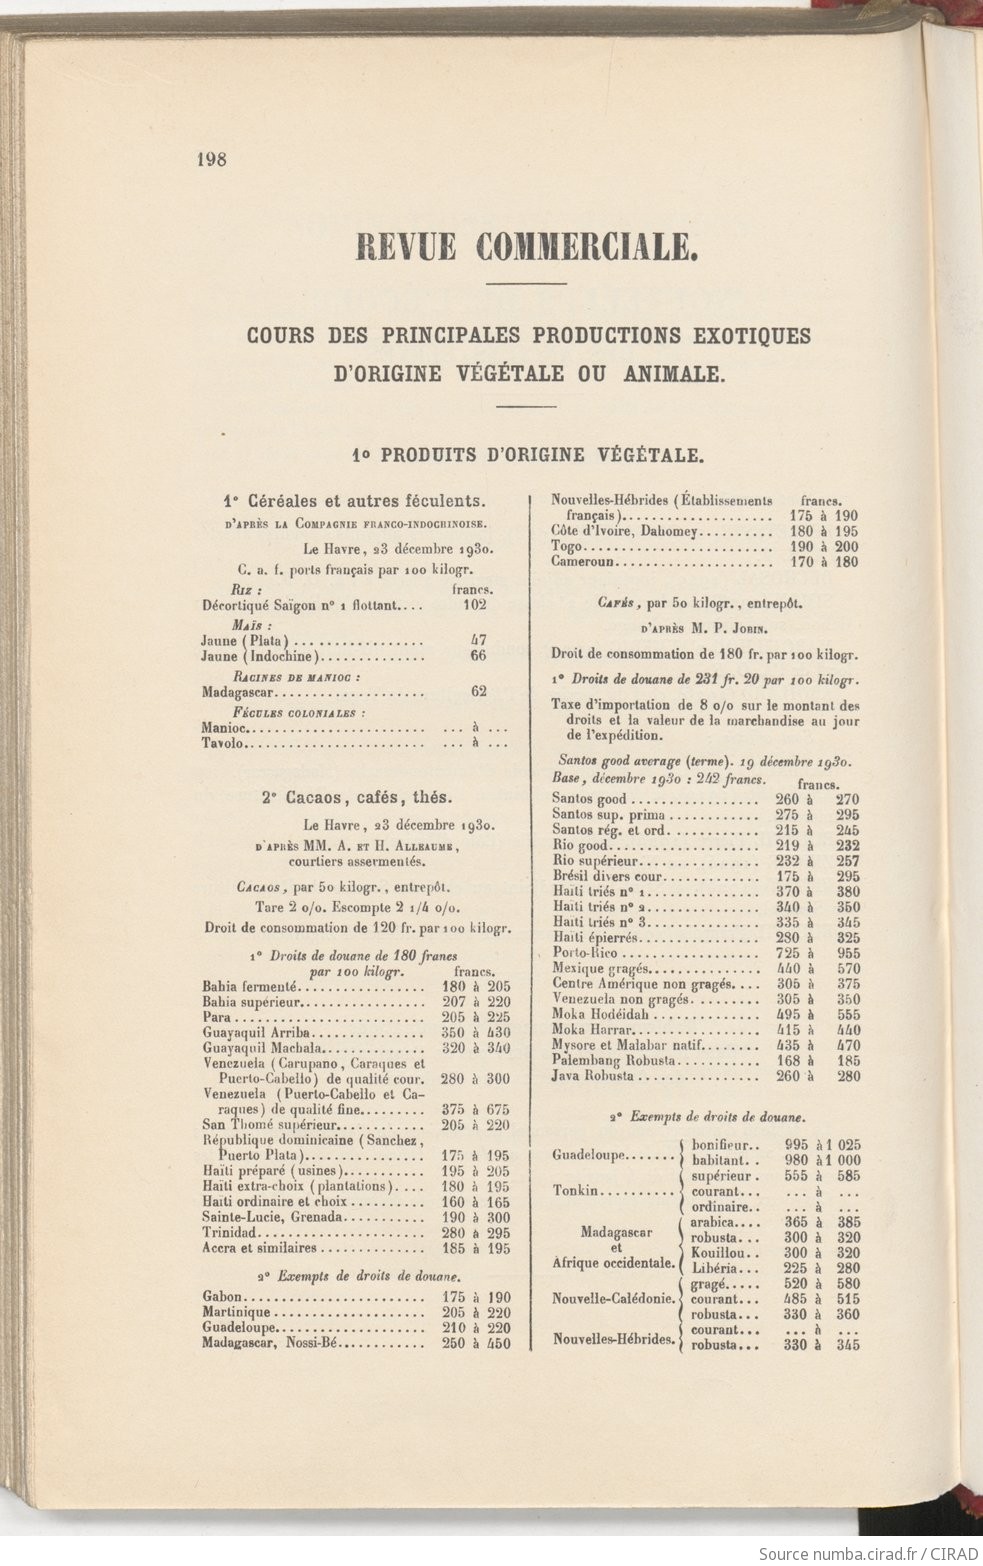 198
REVUE COMMERCIALE.
COURS DES PRINCIPALES PRODUCTIONS EXOTIQUES
D'ORIGINE VÉGÉTALE OU ANIMALE.
1° PRODUITS D'ORIGINE VÉGÉTALE.
1° Céréales et autres féculents.
D'APRÈS LA COMPAGNIE FRANCO-INDOCHINOISE.
Le Havre, 23 décembre 1930.
C. a. f. ports français par 100 kilogr.
RIZ : francs.
Décortiqué Saïgon n° 1 flottant.... 102
MAÏS :
Jaune (Plata) ................. 47
Jaune (Indochine).............. 66
RACINES DE MANIOC :
Madagascar.................... 62
FÉCULES COLONIALES :
Manioc........................ ... à ...
Tavolo........................ ... à ...
2° Cacaos, cafés, thés.
Le Havre, 23 décembre 1930.
D'APRÈS MM. A. ET H. ALLEAUME,
courtiers assermentés.
CACAOS, par 50 kilogr., entrepôt.
Tare 2 o/o. Escompte 2 1/4 o/o.
Droit de consommation de 120 fr. par 100 kilogr.
1° Droits de douane de 180 francs
par 100 kilogr. francs.
Bahia fermenté................. 180 à 205
Bahia supérieur................. 207 à 220
Para ......................... 205 à 225
Guayaquil Arriba............... 350 à 430
Guayaquil Machala.............. 320 à 340
Venezuela (Carupano, Caraques et
Puerto-Cabello) de qualité cour. 280 à 300
Venezuela (Puerto-Cabello et Ca-
raques) de qualité fine......... 375 à 675
San Thomé supérieur............ 205 à 220
République dominicaine (Sanchez,
Puerto Plata)................ 175 à 195
Haïti préparé (usines)........... 195 à 205
Haïti extra-choix (plantations).... 180 à 195
Haïti ordinaire et choix .......... 160 à 165
Sainte-Lucie, Grenada........... 190 à 300
Trinidad...................... 280 à 295
Accra et similaires .............. 185 à 195
2° Exempts de droits de douane.
Gabon........................ 175 à 190
Martinique .................... 205 à 220
Guadeloupe.................... 210 à 220
Madagascar, Nossi-Bé............ 250 à 450
Nouvelles-Hébrides (Établissements francs.
français).................... 175 à 190
Côte d'Ivoire, Dahomey.......... 180 à 195
Togo......................... 190 à 200
Cameroun..................... 170 à 180
CAFÉS, par 50 kilogr., entrepôt.
D'APRÈS M. P. JOBIN.
Droit de consommation de 180 fr. par 100 kilogr.
1° Droits de douane de 231 fr. 20 par 100 kilogr.
Taxe d'importation de 8 o/o sur le montant des
droits et la valeur de la marchandise au jour
de l'expédition.
Santos good average (terme). 19 décembre 1930.
Base, décembre 1930 : 242 francs. francs.
Santos good ................. 260 à 270
Santos sup. prima ............ 275 à 295
Santos rég. et ord. ............ 215 à 245
Rio good.................... 219 à 232
Rio supérieur................ 232 à 257
Brésil divers cour............. 175 à 295
Haïti triés n° 1............... 370 à 380
Haïti triés n° 2............... 340 à 350
Haïti triés n° 3............... 335 à 345
Haïti épierrés................ 280 à 325
Porto-Rico .................. 725 à 955
Mexique gragés............... 440 à 570
Centre Amérique non gragés.... 305 à 375
Venezuela non gragés. ......... 305 à 350
Moka Hodéidah .............. 495 à 555
Moka Harrar................. 415 à 440
Mysore et Malabar natif........ 435 à 470
Palembang Robusta........... 168 à 185
Java Robusta ................ 260 à 280
2° Exempts de droits de douane.
Guadeloupe....... bonifieur.. 995 à 1 025
habitant. . 980 à 1 000
Tonkin.......... supérieur . 555 à 585
courant... ... à ...
ordinaire.. ... à ...
Madagascar et Afrique occidentale. arabica.... 365 à 385
robusta... 300 à 320
Kouillou.. 300 à 320
Libéria... 225 à 280
Nouvelle-Calédonie. gragé..... 520 à 580
courant... 485 à 515
robusta... 330 à 360
Nouvelles-Hébrides. courant... ... à ...
robusta... 330 à 345
Source numba.cirad.fr / CIRAD